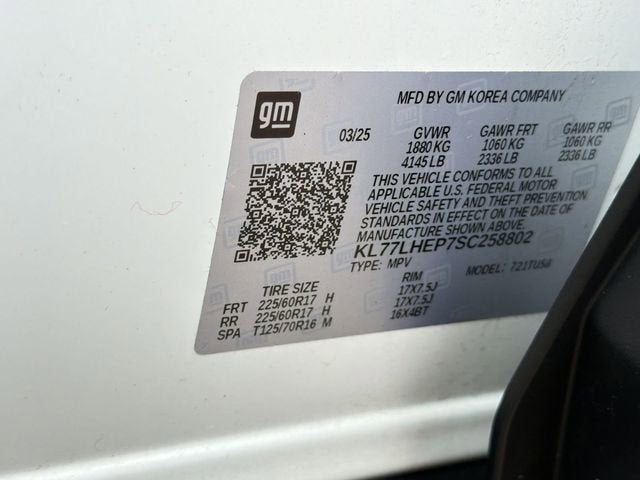 gm
MFD BY GM KOREA COMPANY
03/25 GVWR GAWR FRT GAWR RR
1880 KG 1060 KG 1060 KG
4145 LB 2336 LB 2336 LB
THIS VEHICLE CONFORMS TO ALL
APPLICABLE U.S. FEDERAL MOTOR
VEHICLE SAFETY AND THEFT PREVENTION
STANDARDS IN EFFECT ON THE DATE OF
MANUFACTURE SHOWN ABOVE.
KL77LHEP7SC258802
TYPE: MPV MODEL: 721TU58
TIRE SIZE RIM
FRT 225/60R17 H 17X7.5J
RR 225/60R17 H 17X7.5J
SPA T125/70R16 M 16X4BT